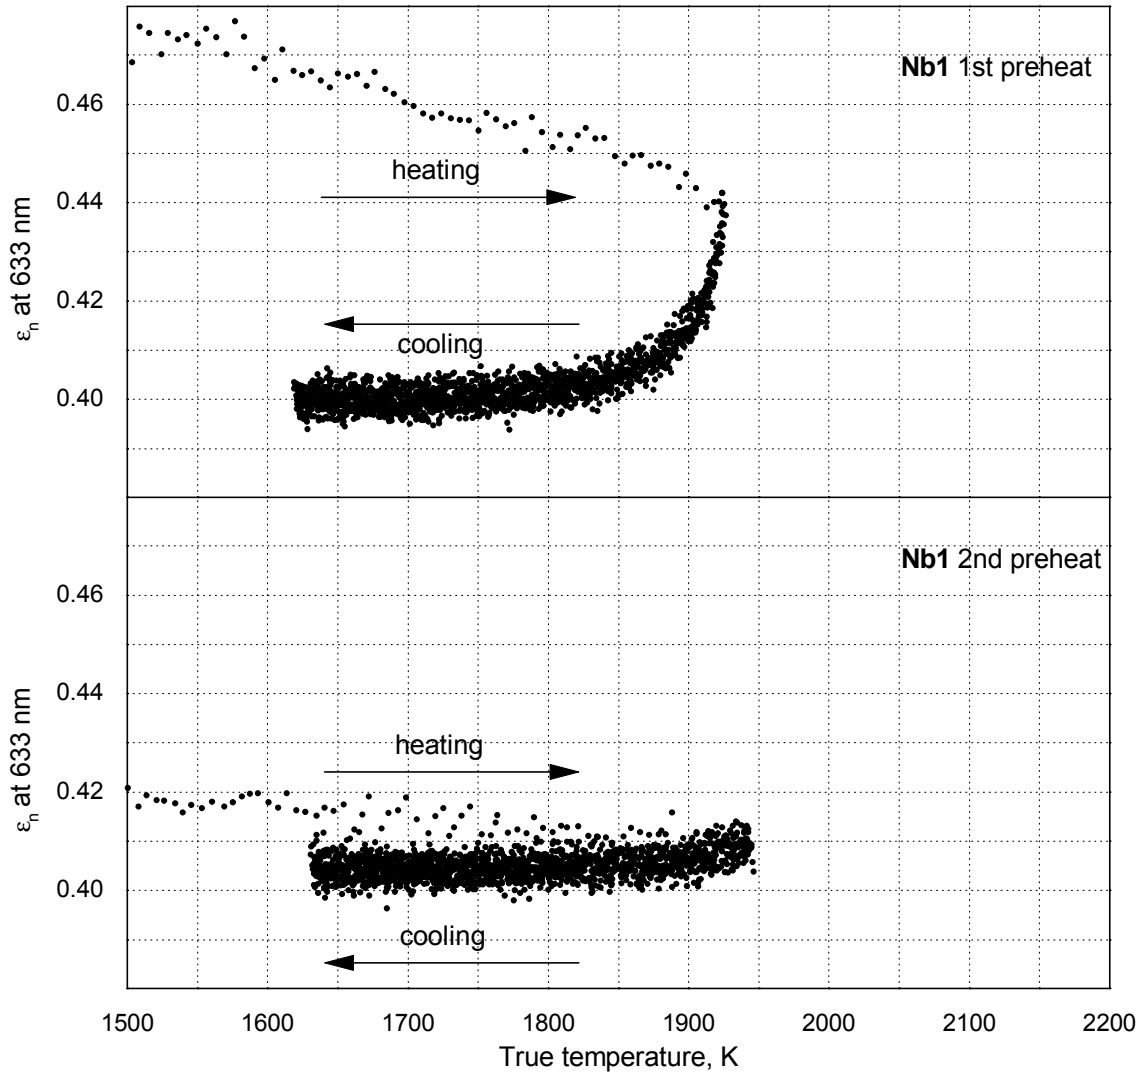 Nb1 1st preheat
0.46
heating
0.44
0.42
cooling
0.40
εn at 633 nm
Nb1 2nd preheat
0.46
0.44
heating
0.42
0.40
cooling
εn at 633 nm
1500 1600 1700 1800 1900 2000 2100 2200
True temperature, K